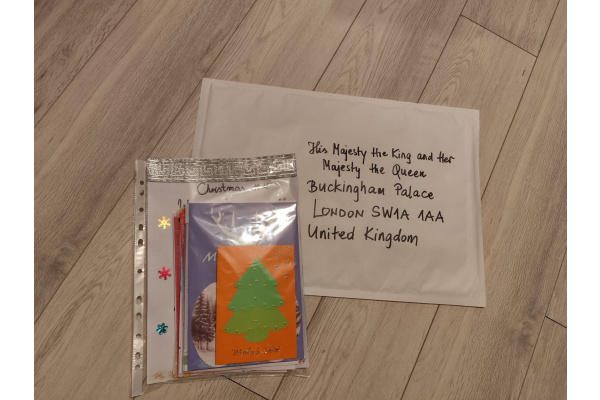 His Majesty the King and Her
Majesty the Queen
Buckingham Palace
LONDON SW1A 1AA
United Kingdom
Christmas